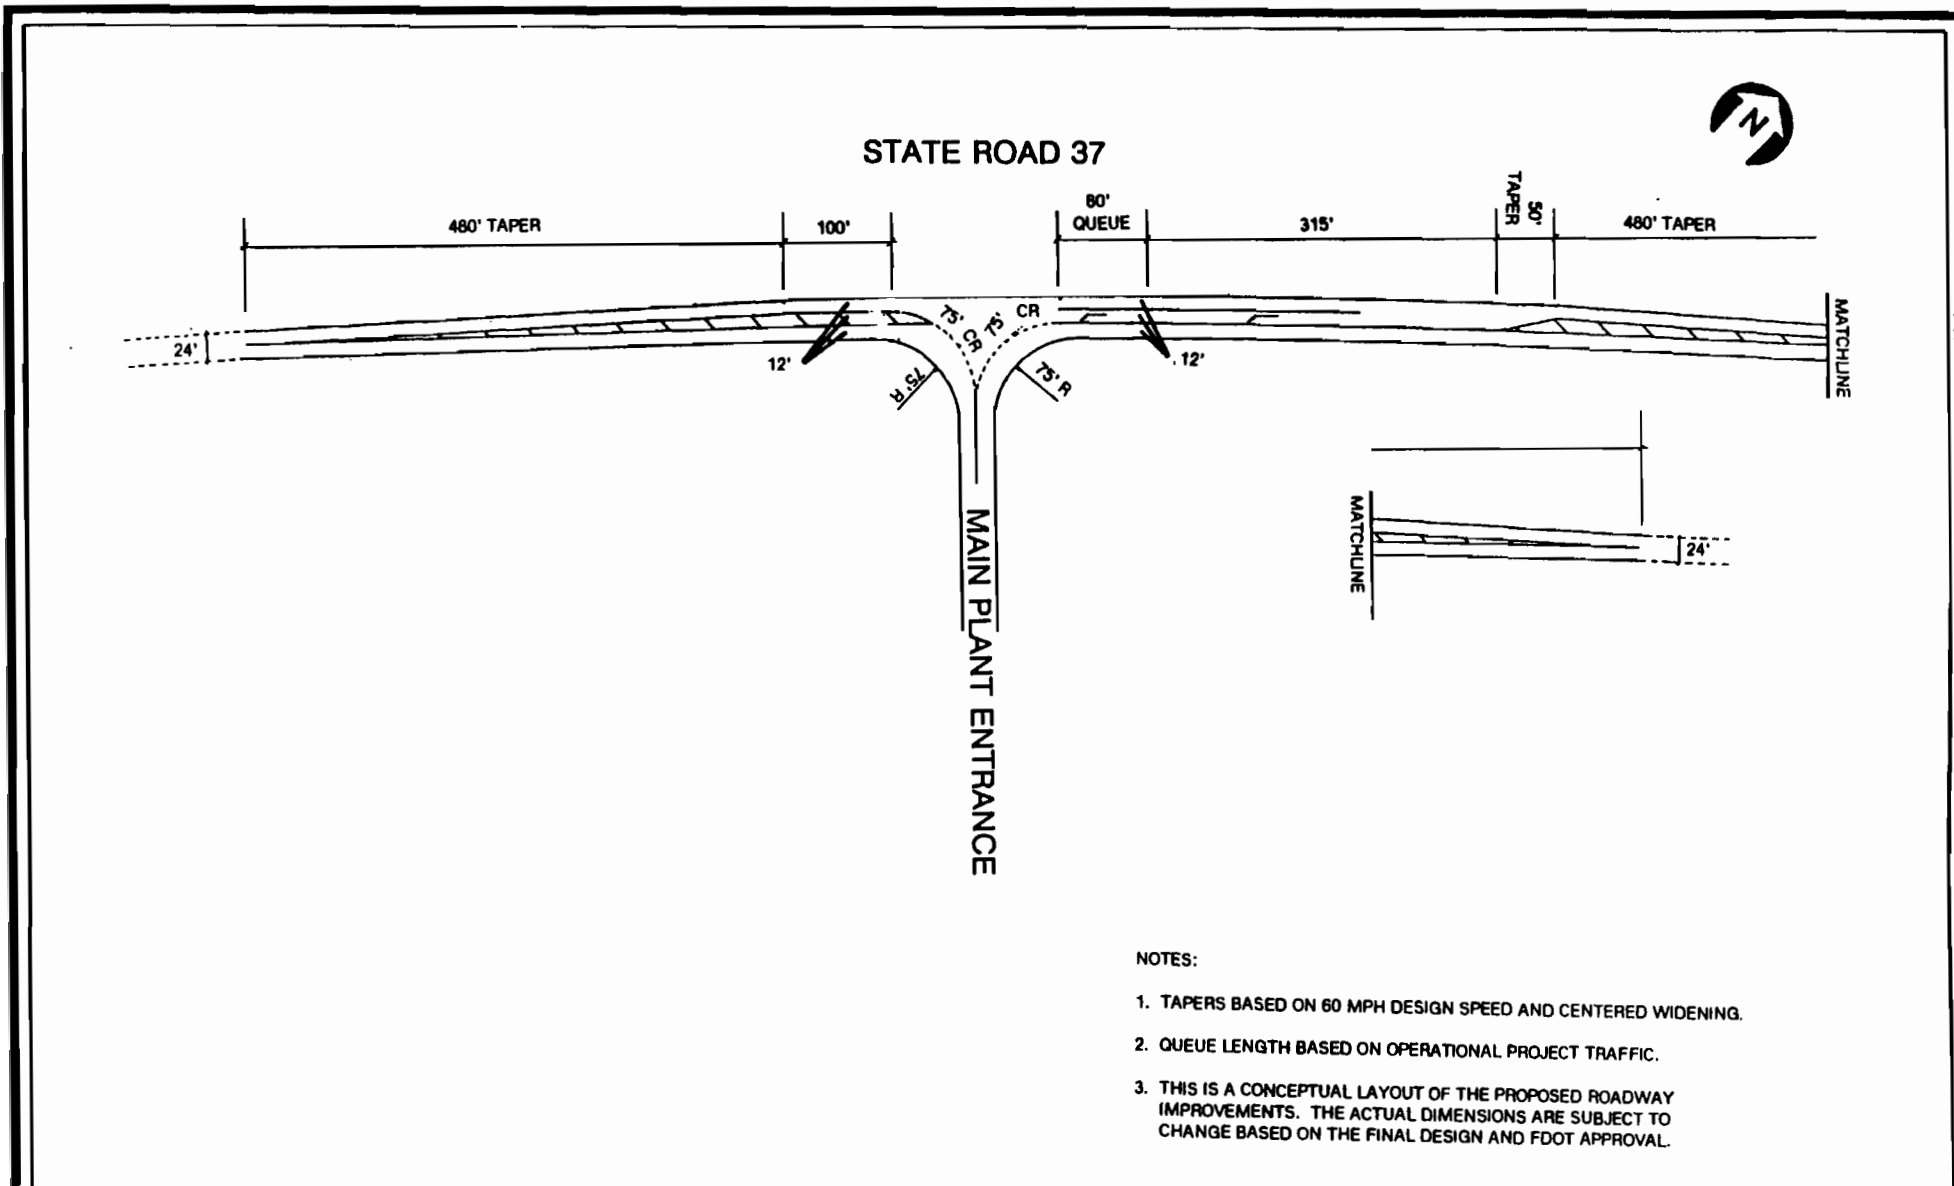 N
STATE ROAD 37
480' TAPER
100'
80'
QUEUE
315'
50'
TAPER
480' TAPER
24'
12'
75'
CR
75'
CR
75' R
75' R
12'
MATCHLINE
MATCHLINE
24'
MAIN PLANT ENTRANCE
NOTES:
1. TAPERS BASED ON 60 MPH DESIGN SPEED AND CENTERED WIDENING.
2. QUEUE LENGTH BASED ON OPERATIONAL PROJECT TRAFFIC.
3. THIS IS A CONCEPTUAL LAYOUT OF THE PROPOSED ROADWAY
IMPROVEMENTS. THE ACTUAL DIMENSIONS ARE SUBJECT TO
CHANGE BASED ON THE FINAL DESIGN AND FDOT APPROVAL.